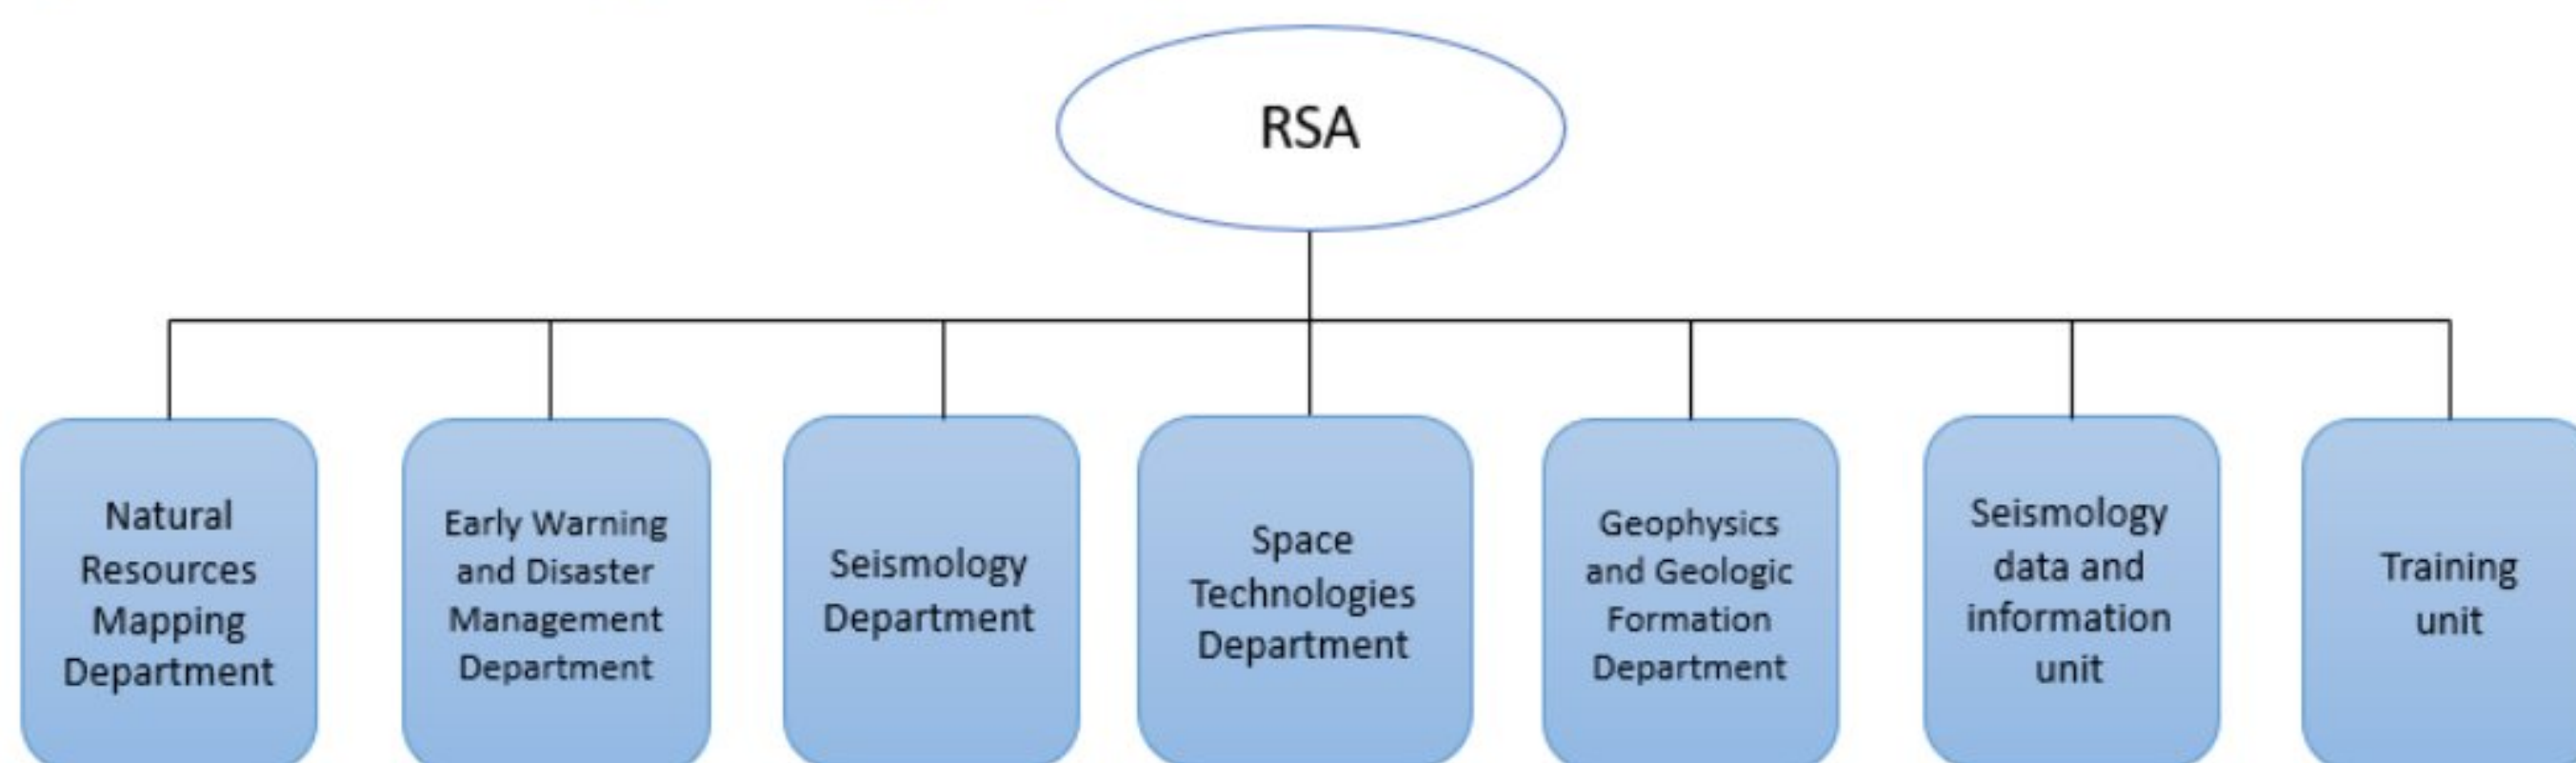 RSA
Natural
Resources
Mapping
Department
Early Warning
and Disaster
Management
Department
Seismology
Department
Space
Technologies
Department
Geophysics
and Geologic
Formation
Department
Seismology
data and
information
unit
Training
unit